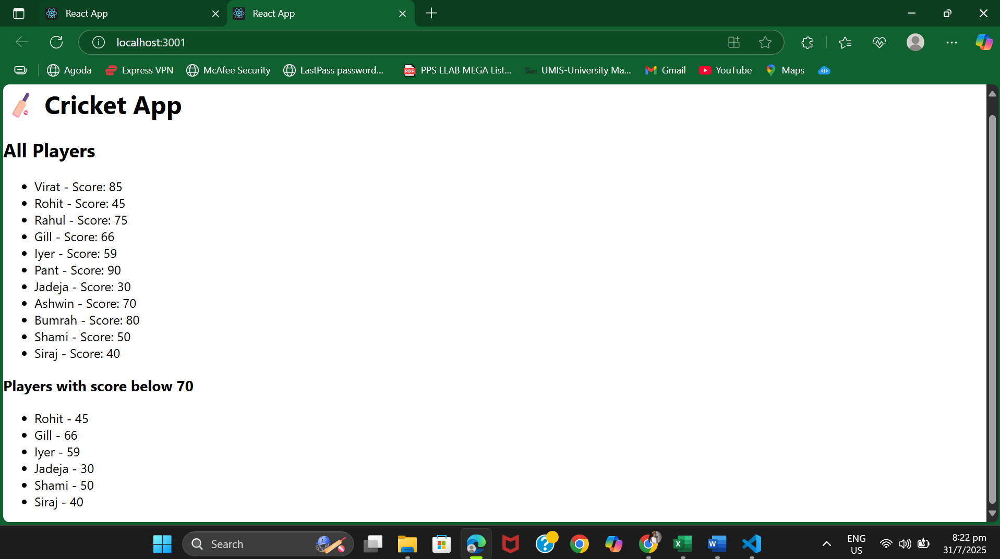 React App
React App
localhost:3001
Agoda
Express VPN
McAfee Security
LastPass password...
PDF
PPS ELAB MEGA List...
UMIS-University Ma...
Gmail
YouTube
Maps
Cricket App
All Players
Virat - Score: 85
Rohit - Score: 45
Rahul - Score: 75
Gill - Score: 66
Iyer - Score: 59
Pant - Score: 90
Jadeja - Score: 30
Ashwin - Score: 70
Bumrah - Score: 80
Shami - Score: 50
Siraj - Score: 40
Players with score below 70
Rohit - 45
Gill - 66
Iyer - 59
Jadeja - 30
Shami - 50
Siraj - 40
Search
ENG
US
8:22 pm
31/7/2025